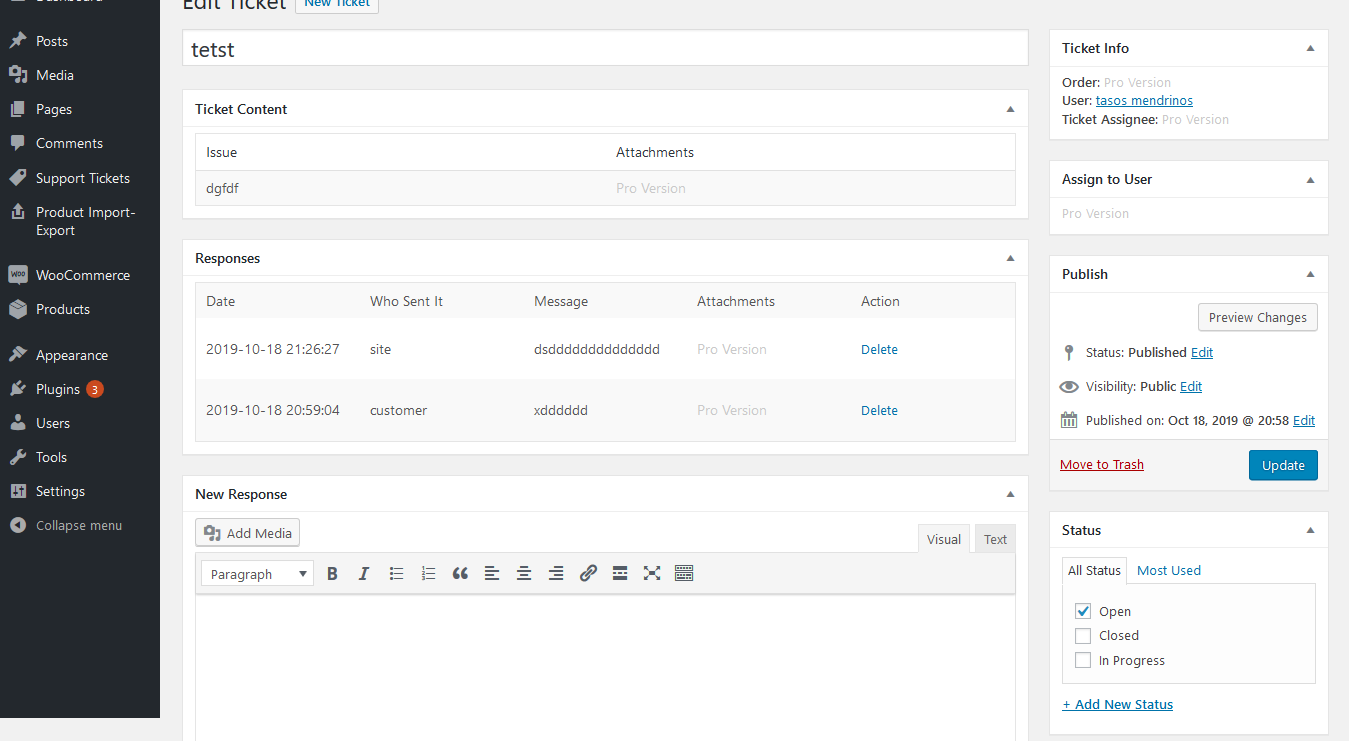 Dashboard
Posts
Media
Pages
Comments
Support Tickets
Product Import-
Export
WooCommerce
Products
Appearance
Plugins 3
Users
Tools
Settings
Collapse menu
Edit Ticket New Ticket
tetst
Ticket Content
Issue Attachments
dgfdf Pro Version
Responses
Date Who Sent It Message Attachments Action
2019-10-18 21:26:27 site dsdddddddddddddd Pro Version Delete
2019-10-18 20:59:04 customer xdddddd Pro Version Delete
New Response
Add Media
Visual Text
Paragraph
Ticket Info
Order: Pro Version
User: tasos mendrinos
Ticket Assignee: Pro Version
Assign to User
Pro Version
Publish
Preview Changes
Status: Published Edit
Visibility: Public Edit
Published on: Oct 18, 2019 @ 20:58 Edit
Move to Trash Update
Status
All Status Most Used
Open
Closed
In Progress
+ Add New Status